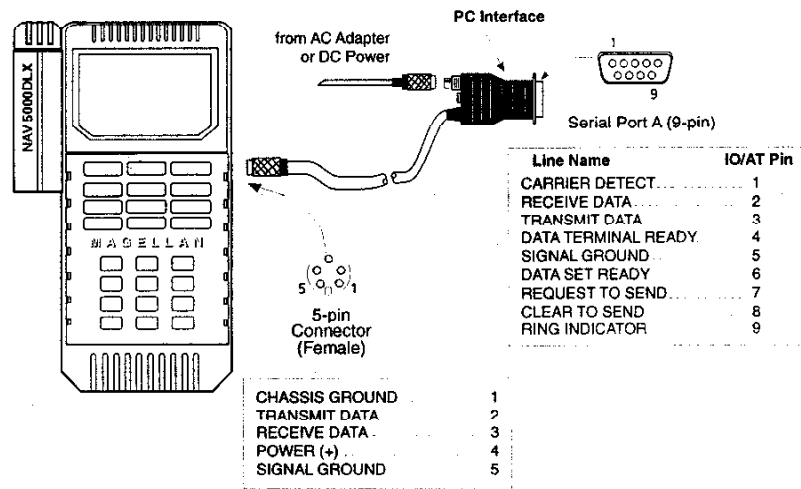 PC Interface
from AC Adapter
or DC Power
NAV 5000DLX
1
9
Serial Port A (9-pin)
MAGELLAN
5 1
5-pin
Connector
(Female)
Line Name IO/AT Pin
CARRIER DETECT 1
RECEIVE DATA 2
TRANSMIT DATA 3
DATA TERMINAL READY 4
SIGNAL GROUND 5
DATA SET READY 6
REQUEST TO SEND 7
CLEAR TO SEND 8
RING INDICATOR 9
CHASSIS GROUND 1
TRANSMIT DATA 2
RECEIVE DATA 3
POWER (+) 4
SIGNAL GROUND 5